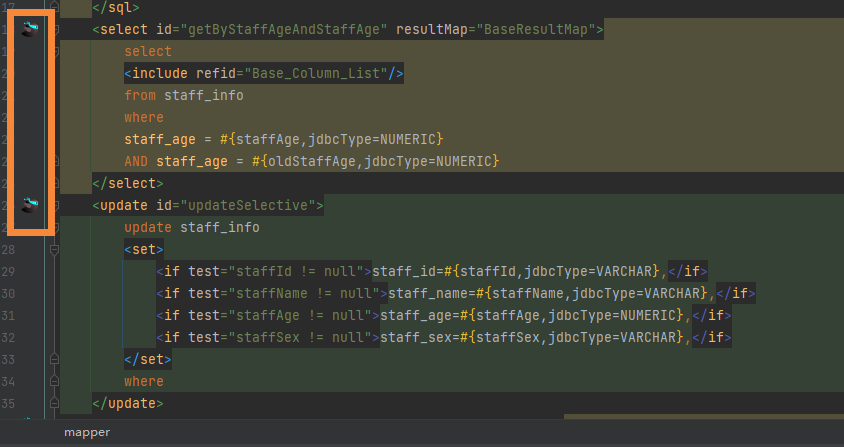 17 </sql>
<select id="getByStaffAgeAndStaffAge" resultMap="BaseResultMap">
select
<include refid="Base_Column_List"/>
from staff_info
where
staff_age = #{staffAge,jdbcType=NUMERIC}
AND staff_age = #{oldStaffAge,jdbcType=NUMERIC}
</select>
<update id="updateSelective">
update staff_info
28 <set>
29 <if test="staffId != null">staff_id=#{staffId,jdbcType=VARCHAR},</if>
30 <if test="staffName != null">staff_name=#{staffName,jdbcType=VARCHAR},</if>
31 <if test="staffAge != null">staff_age=#{staffAge,jdbcType=NUMERIC},</if>
32 <if test="staffSex != null">staff_sex=#{staffSex,jdbcType=VARCHAR},</if>
33 </set>
34 where
35 </update>
mapper